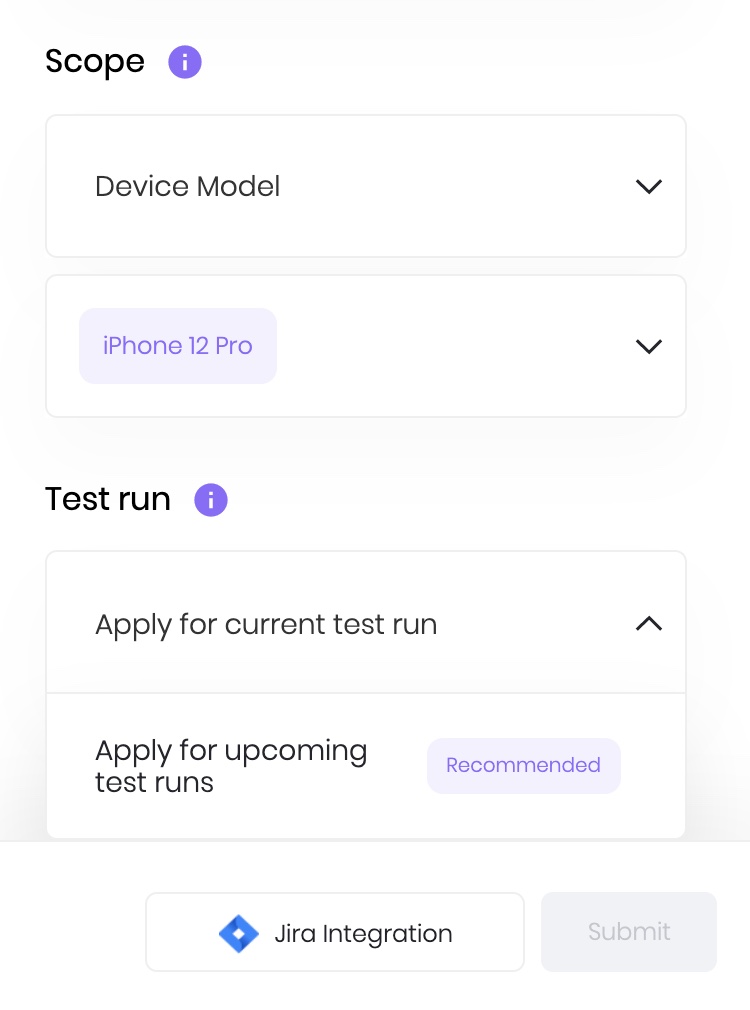 Scope
Device Model
iPhone 12 Pro
Test run
Apply for current test run
Apply for upcoming
test runs
Recommended
Jira Integration
Submit